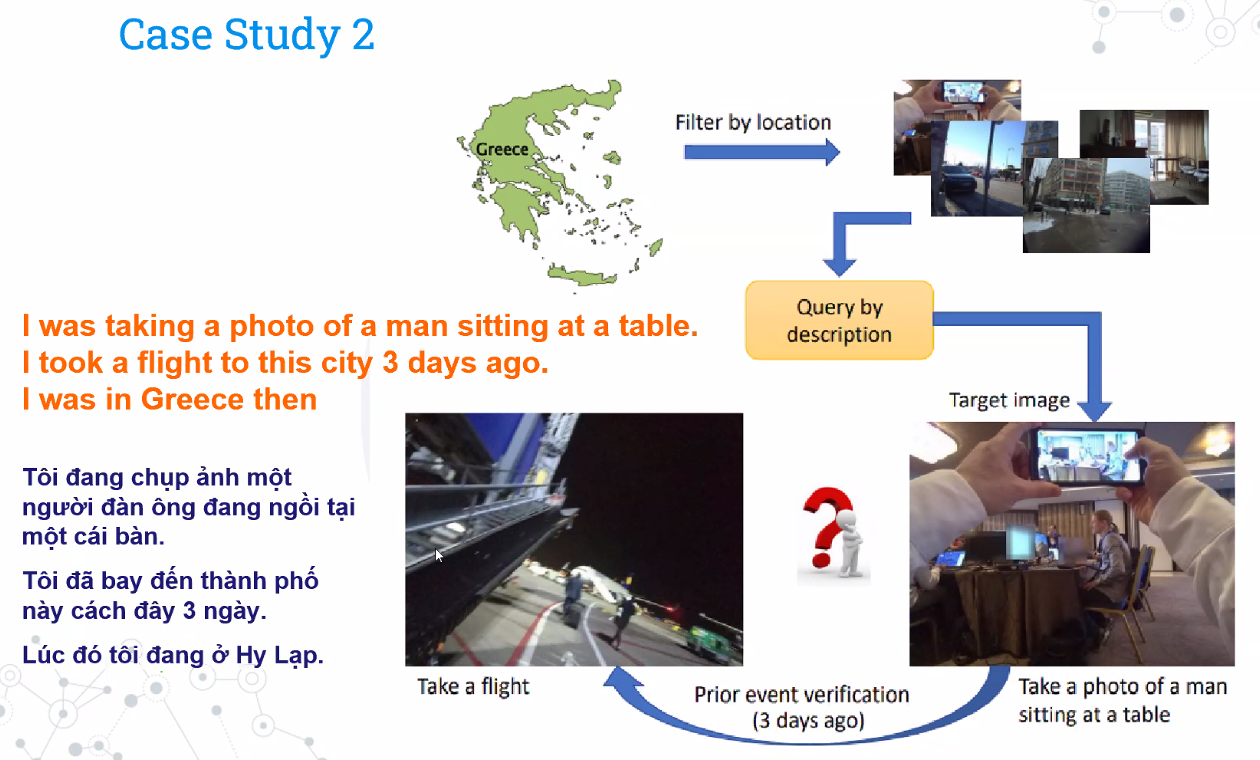 Case Study 2
Greece
Filter by location
Query by
description
I was taking a photo of a man sitting at a table.
I took a flight to this city 3 days ago.
I was in Greece then
Target image
Tôi đang chụp ảnh một
người đàn ông đang ngồi tại
một cái bàn.
Tôi đã bay đến thành phố
này cách đây 3 ngày.
Lúc đó tôi đang ở Hy Lạp.
Take a flight
Prior event verification
(3 days ago)
Take a photo of a man
sitting at a table